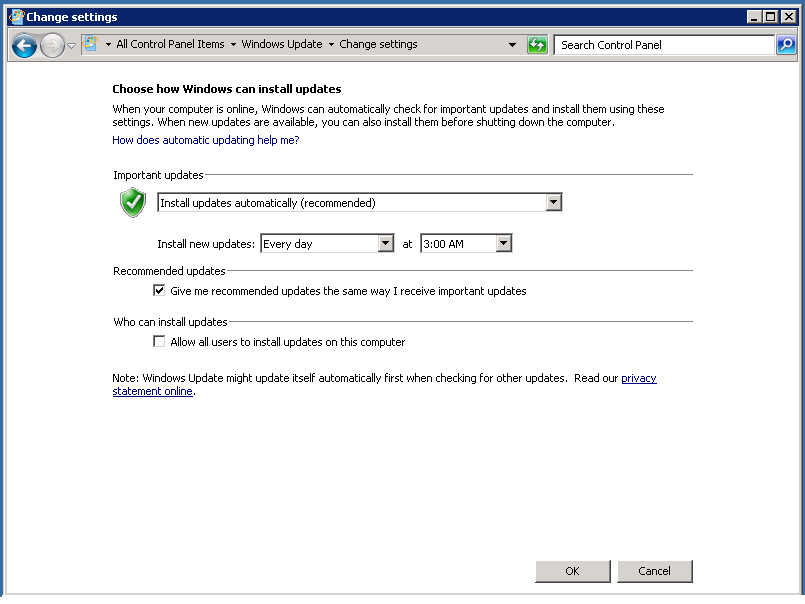 Change settings
All Control Panel Items Windows Update Change settings Search Control Panel
Choose how Windows can install updates
When your computer is online, Windows can automatically check for important updates and install them using these
settings. When new updates are available, you can also install them before shutting down the computer.
How does automatic updating help me?
Important updates
Install updates automatically (recommended)
Install new updates: Every day at 3:00 AM
Recommended updates
Give me recommended updates the same way I receive important updates
Who can install updates
Allow all users to install updates on this computer
Note: Windows Update might update itself automatically first when checking for other updates. Read our privacy
statement online.
OK Cancel